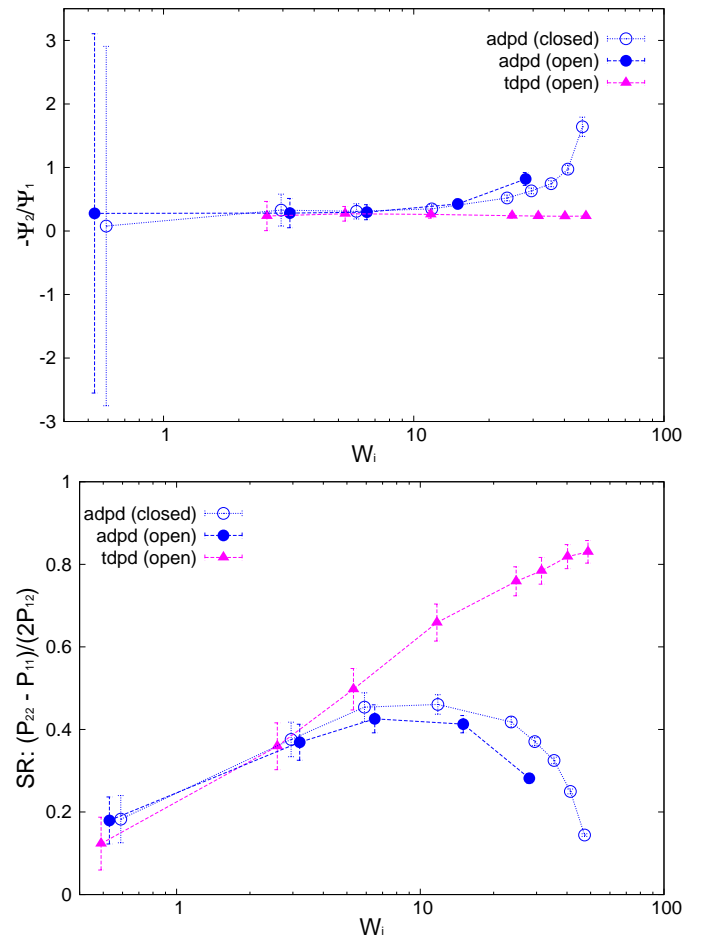 4
3
2
1
0
-1
-2
-3
1
10
100
-Ψ2/Ψ1
Wi
adpd (closed)
adpd (open)
tdpd (open)
1
0.8
0.6
0.4
0.2
0
1
10
100
SR: (P22 - P11)/(2P12)
Wi
adpd (closed)
adpd (open)
tdpd (open)